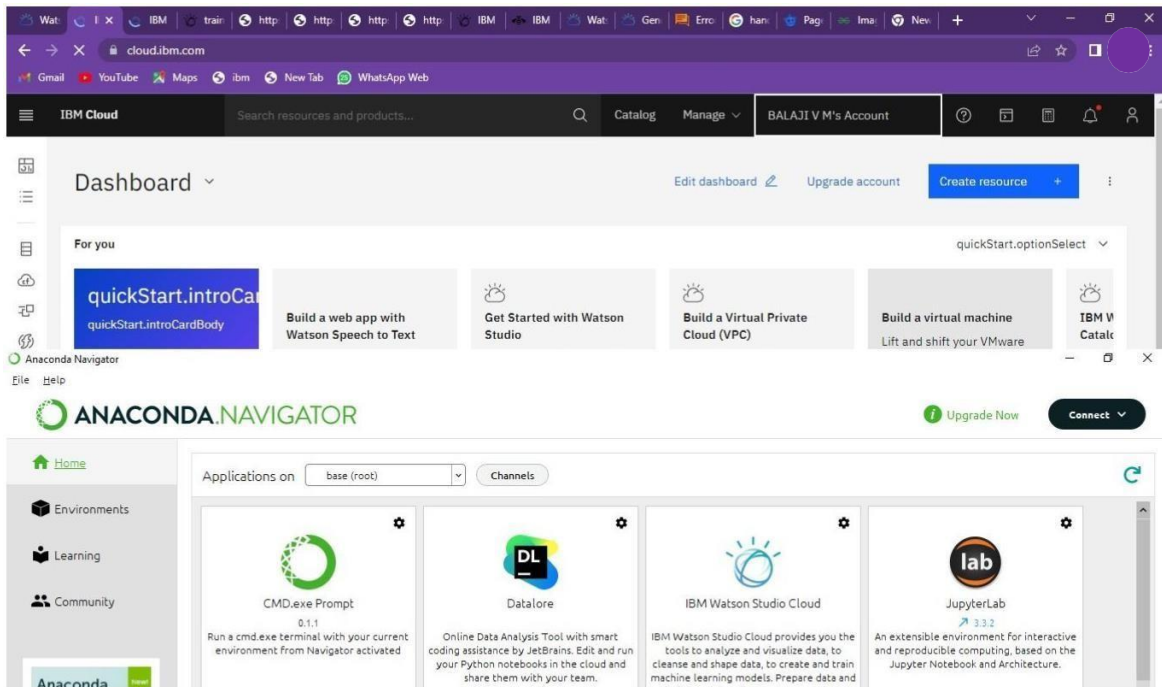 Wat
I
IBM
train
http:
http:
http:
http:
IBM
IBM
Wat
Gen
Erro
hand
Page
Imag
New
cloud.ibm.com
Gmail YouTube Maps ibm New Tab WhatsApp Web
IBM Cloud Search resources and products... Catalog Manage BALAJI V M's Account
Dashboard
Edit dashboard Upgrade account Create resource +
For you quickStart.optionSelect
quickStart.introCar
quickStart.introCardBody
Build a web app with
Watson Speech to Text
Get Started with Watson
Studio
Build a Virtual Private
Cloud (VPC)
Build a virtual machine
Lift and shift your VMware
IBM W
Catalo
Anaconda Navigator
File Help
ANACONDA.NAVIGATOR
Upgrade Now Connect
Home
Environments
Learning
Community
Anaconda
New!
Applications on base (root) Channels
CMD.exe Prompt
0.1.1
Run a cmd.exe terminal with your current
environment from Navigator activated
DL
Datalore
Online Data Analysis Tool with smart
coding assistance by JetBrains. Edit and run
your Python notebooks in the cloud and
share them with your team.
IBM Watson Studio Cloud
IBM Watson Studio Cloud provides you the
tools to analyze and visualize data, to
cleanse and shape data, to create and train
machine learning models. Prepare data and
lab
JupyterLab
3.3.2
An extensible environment for interactive
and reproducible computing, based on the
Jupyter Notebook and Architecture.